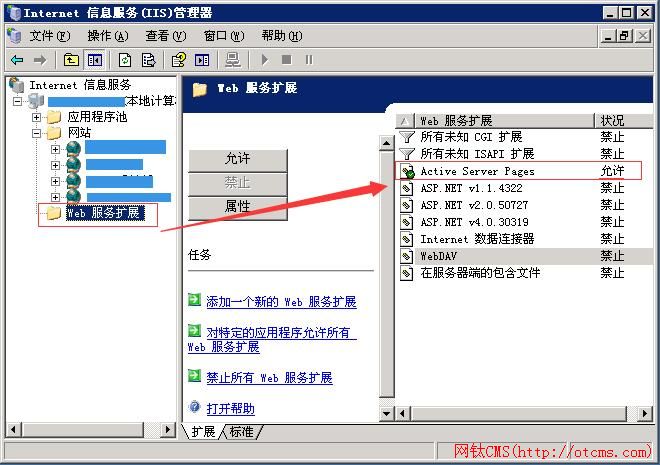 Internet 信息服务(IIS)管理器
文件(F) 操作(A) 查看(V) 窗口(W) 帮助(H)
Internet 信息服务
(本地计算机
应用程序池
网站
Web 服务扩展
Web 服务扩展
允许
禁止
属性
任务
添加一个新的 Web 服务扩展
对特定的应用程序允许所有
Web 服务扩展
禁止所有 Web 服务扩展
打开帮助
Web 服务扩展 状况
所有未知 CGI 扩展 禁止
所有未知 ISAPI 扩展 禁止
Active Server Pages 允许
ASP.NET v1.1.4322 禁止
ASP.NET v2.0.50727 禁止
ASP.NET v4.0.30319 禁止
Internet 数据连接器 禁止
WebDAV 禁止
在服务器端的包含文件 禁止
扩展 标准
网钛CMS(http://otcms.com)